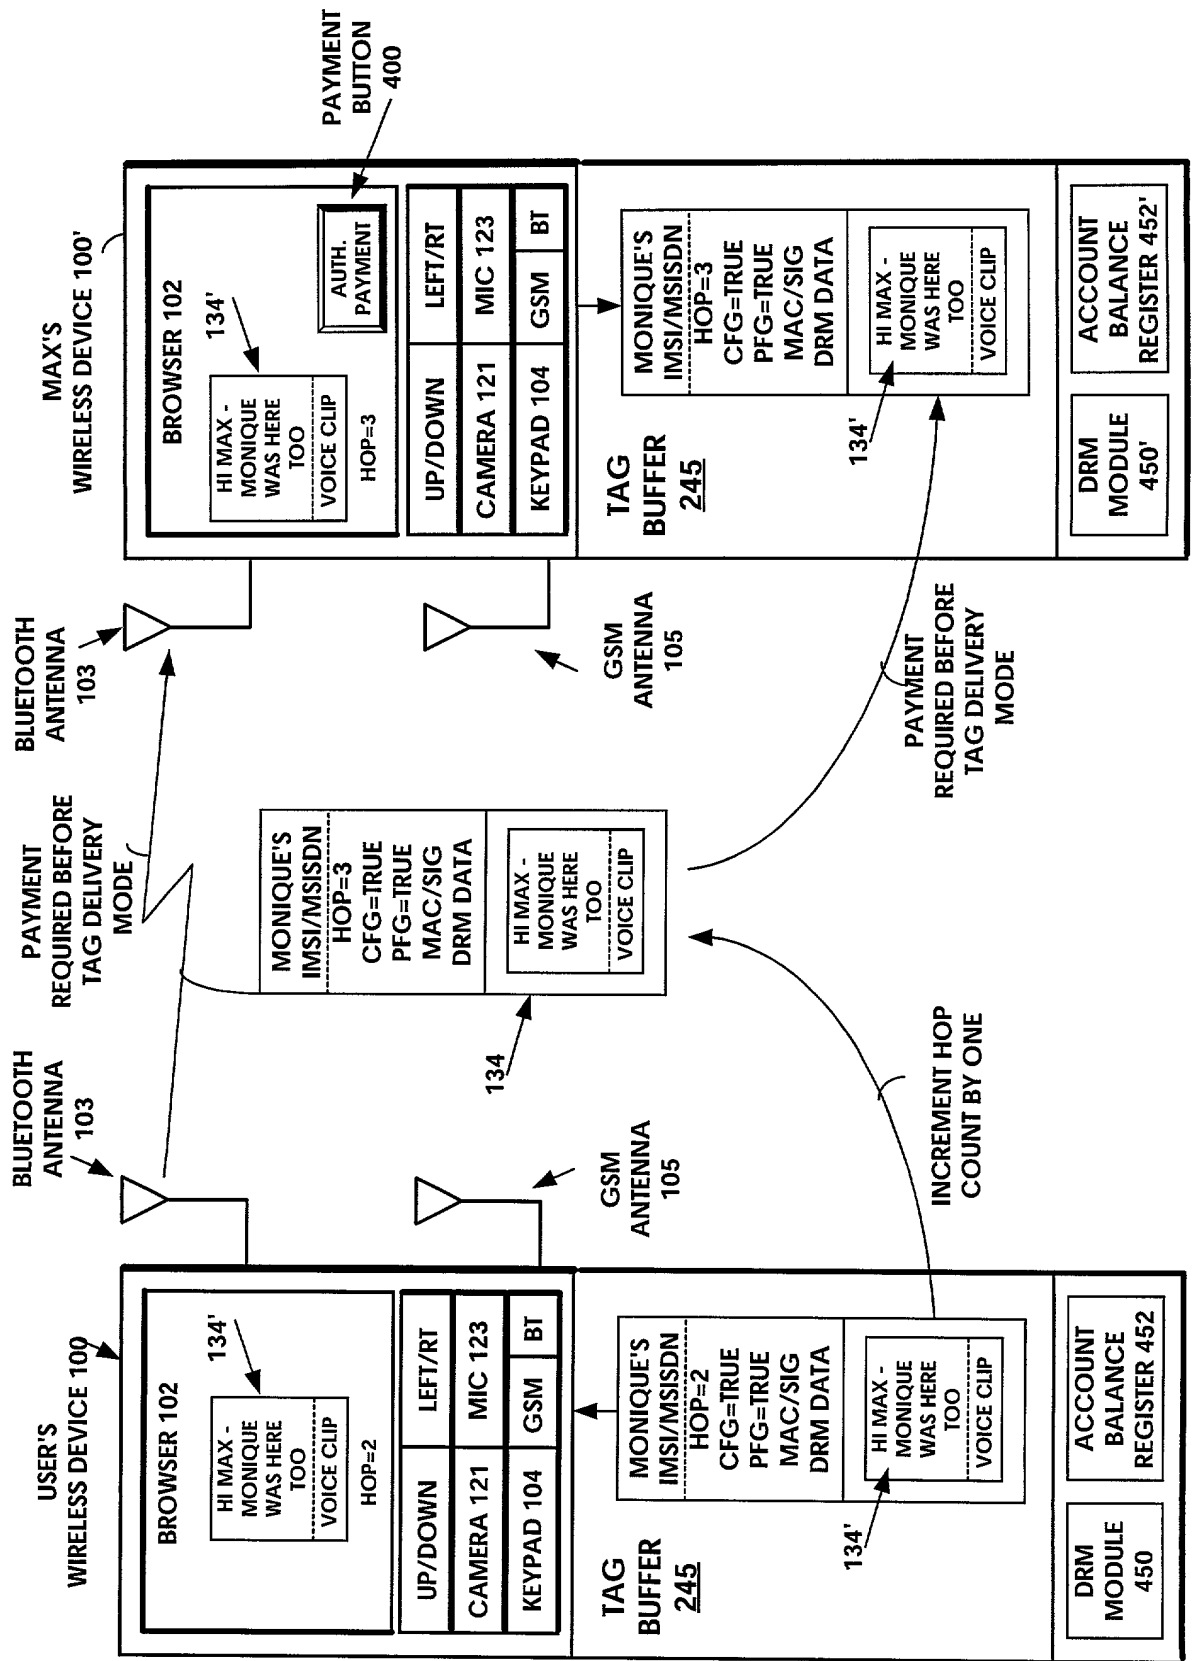 USER'S
WIRELESS DEVICE 100
BROWSER 102
134'
HI MAX -
MONIQUE
WAS HERE
TOO
VOICE CLIP
HOP=2
UP/DOWN
LEFT/RT
CAMERA 121
MIC 123
KEYPAD 104
GSM
BT
TAG
BUFFER
245
MONIQUE'S
IMSI/MSISDN
HOP=2
CFG=TRUE
PFG=TRUE
MAC/SIG
DRM DATA
134'
HI MAX -
MONIQUE
WAS HERE
TOO
VOICE CLIP
DRM
MODULE
450
ACCOUNT
BALANCE
REGISTER 452
BLUETOOTH
ANTENNA
103
GSM
ANTENNA
105
INCREMENT HOP
COUNT BY ONE
PAYMENT
REQUIRED BEFORE
TAG DELIVERY
MODE
MONIQUE'S
IMSI/MSISDN
HOP=3
CFG=TRUE
PFG=TRUE
MAC/SIG
DRM DATA
134
HI MAX -
MONIQUE
WAS HERE
TOO
VOICE CLIP
BLUETOOTH
ANTENNA
103
GSM
ANTENNA
105
PAYMENT
REQUIRED BEFORE
TAG DELIVERY
MODE
MAX'S
WIRELESS DEVICE 100'
BROWSER 102
134'
HI MAX -
MONIQUE
WAS HERE
TOO
VOICE CLIP
HOP=3
AUTH.
PAYMENT
PAYMENT
BUTTON
400
UP/DOWN
LEFT/RT
CAMERA 121
MIC 123
KEYPAD 104
GSM
BT
TAG
BUFFER
245
MONIQUE'S
IMSI/MSISDN
HOP=3
CFG=TRUE
PFG=TRUE
MAC/SIG
DRM DATA
134'
HI MAX -
MONIQUE
WAS HERE
TOO
VOICE CLIP
DRM
MODULE
450'
ACCOUNT
BALANCE
REGISTER 452'